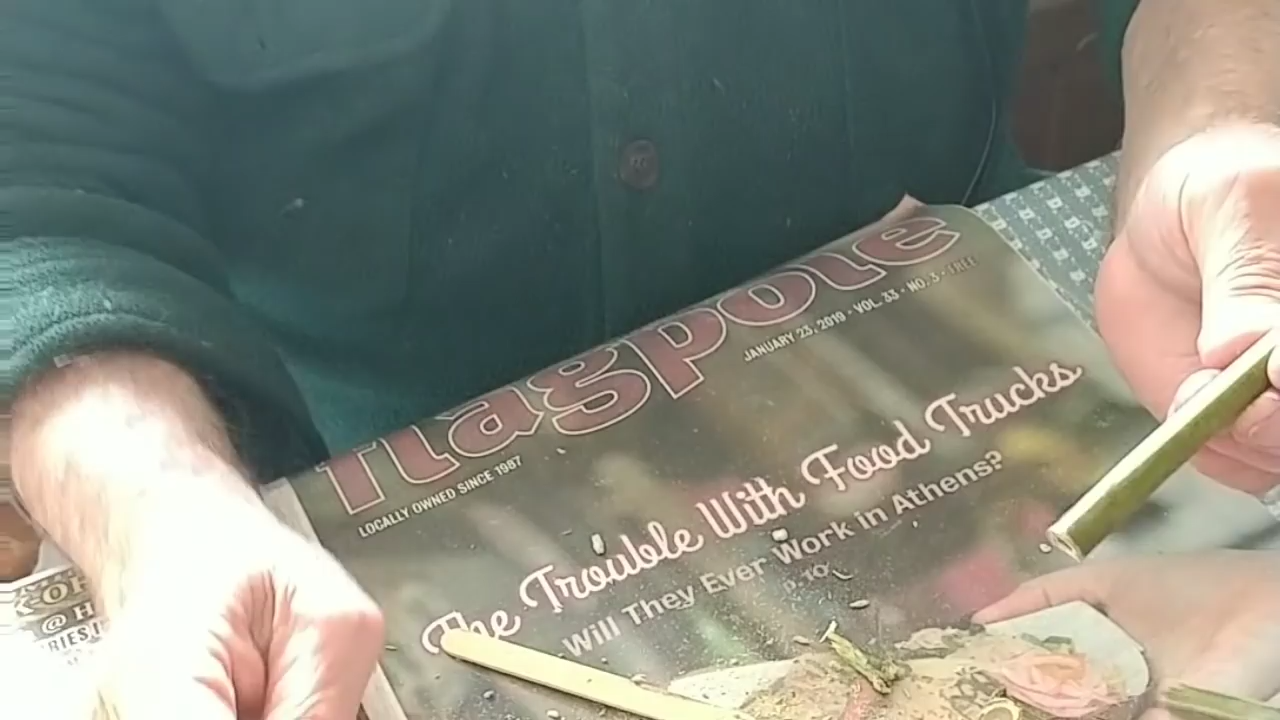 flagpole
LOCALLY OWNED SINCE 1987
JANUARY 23, 2019 · VOL. 33 · NO. 3 · FREE
The Trouble With Food Trucks
Will They Ever Work in Athens?
@ H
RIES